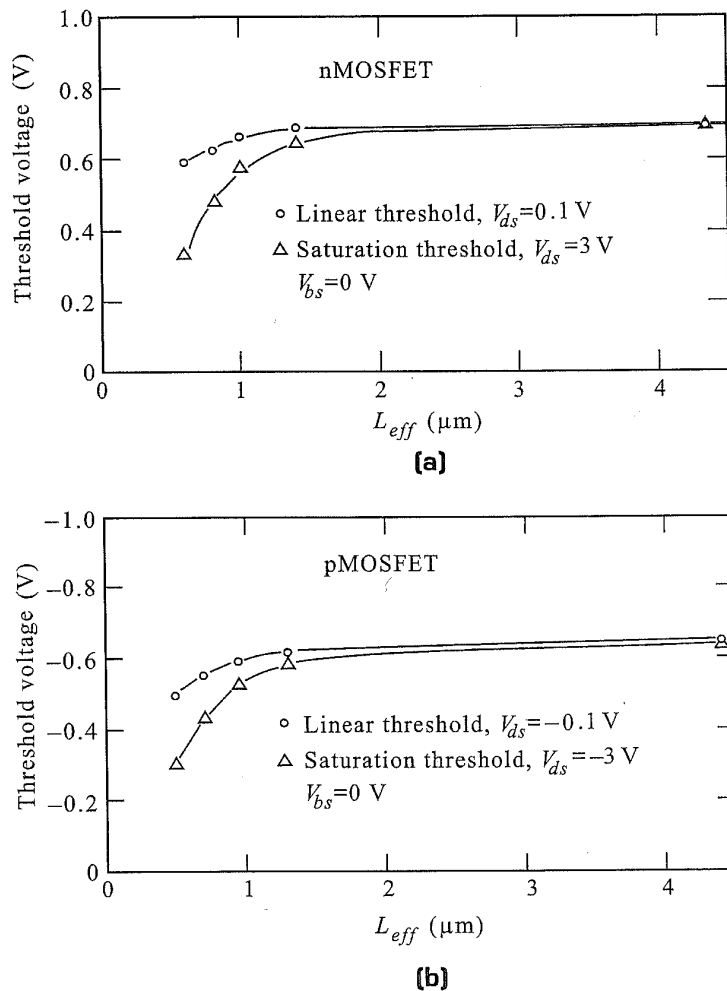 1.0
0.8
0.6
0.4
0.2
0
Threshold voltage (V)
nMOSFET
Linear threshold, Vds=0.1 V
Saturation threshold, Vds=3 V
Vbs=0 V
0 1 2 3 4
Leff (μm)
(a)
−1.0
−0.8
−0.6
−0.4
−0.2
0
Threshold voltage (V)
pMOSFET
Linear threshold, Vds=−0.1 V
Saturation threshold, Vds=−3 V
Vbs=0 V
0 1 2 3 4
Leff (μm)
(b)